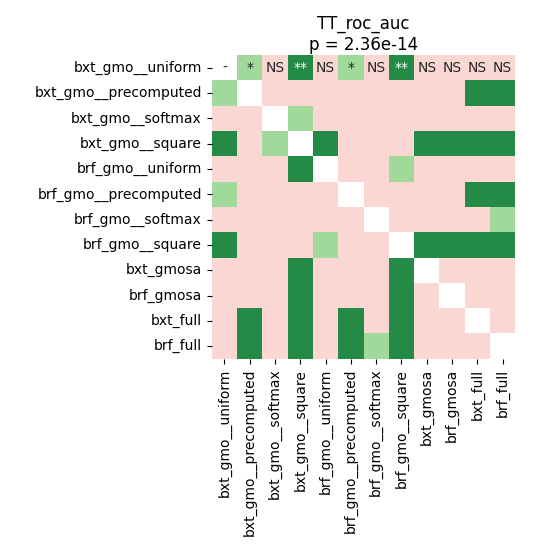 TT_roc_auc
p = 2.36e-14
bxt_gmo__uniform - * NS ** NS * NS ** NS NS NS NS
bxt_gmo__precomputed
bxt_gmo__softmax
bxt_gmo__square
brf_gmo__uniform
brf_gmo__precomputed
brf_gmo__softmax
brf_gmo__square
bxt_gmosa
brf_gmosa
bxt_full
brf_full
bxt_gmo__uniform
bxt_gmo__precomputed
bxt_gmo__softmax
bxt_gmo__square
brf_gmo__uniform
brf_gmo__precomputed
brf_gmo__softmax
brf_gmo__square
bxt_gmosa
brf_gmosa
bxt_full
brf_full